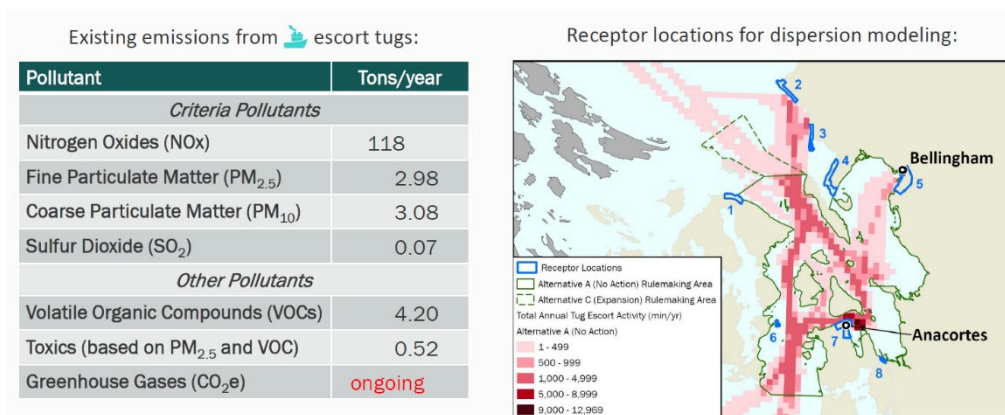 Existing emissions from escort tugs:
Pollutant Tons/year
Criteria Pollutants
Nitrogen Oxides (NOx) 118
Fine Particulate Matter (PM2.5) 2.98
Coarse Particulate Matter (PM10) 3.08
Sulfur Dioxide (SO2) 0.07
Other Pollutants
Volatile Organic Compounds (VOCs) 4.20
Toxics (based on PM2.5 and VOC) 0.52
Greenhouse Gases (CO2e) ongoing
Receptor locations for dispersion modeling:
2
3
4
Bellingham
5
1
Receptor Locations
Alternative A (No Action) Rulemaking Area
Alternative C (Expansion) Rulemaking Area
Total Annual Tug Escort Activity (min/yr)
Alternative A (No Action)
1 - 499
500 - 999
1,000 - 4,999
5,000 - 8,999
9,000 - 12,969
6
7
Anacortes
8